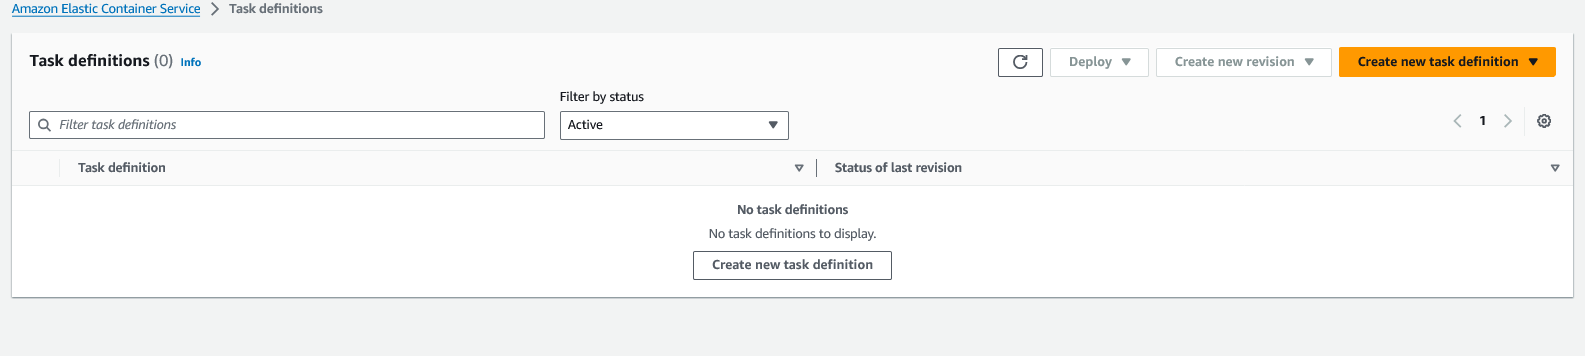 Amazon Elastic Container Service > Task definitions
Task definitions (0) Info
Deploy
Create new revision
Create new task definition
Filter by status
Filter task definitions
Active
1
Task definition
Status of last revision
No task definitions
No task definitions to display.
Create new task definition